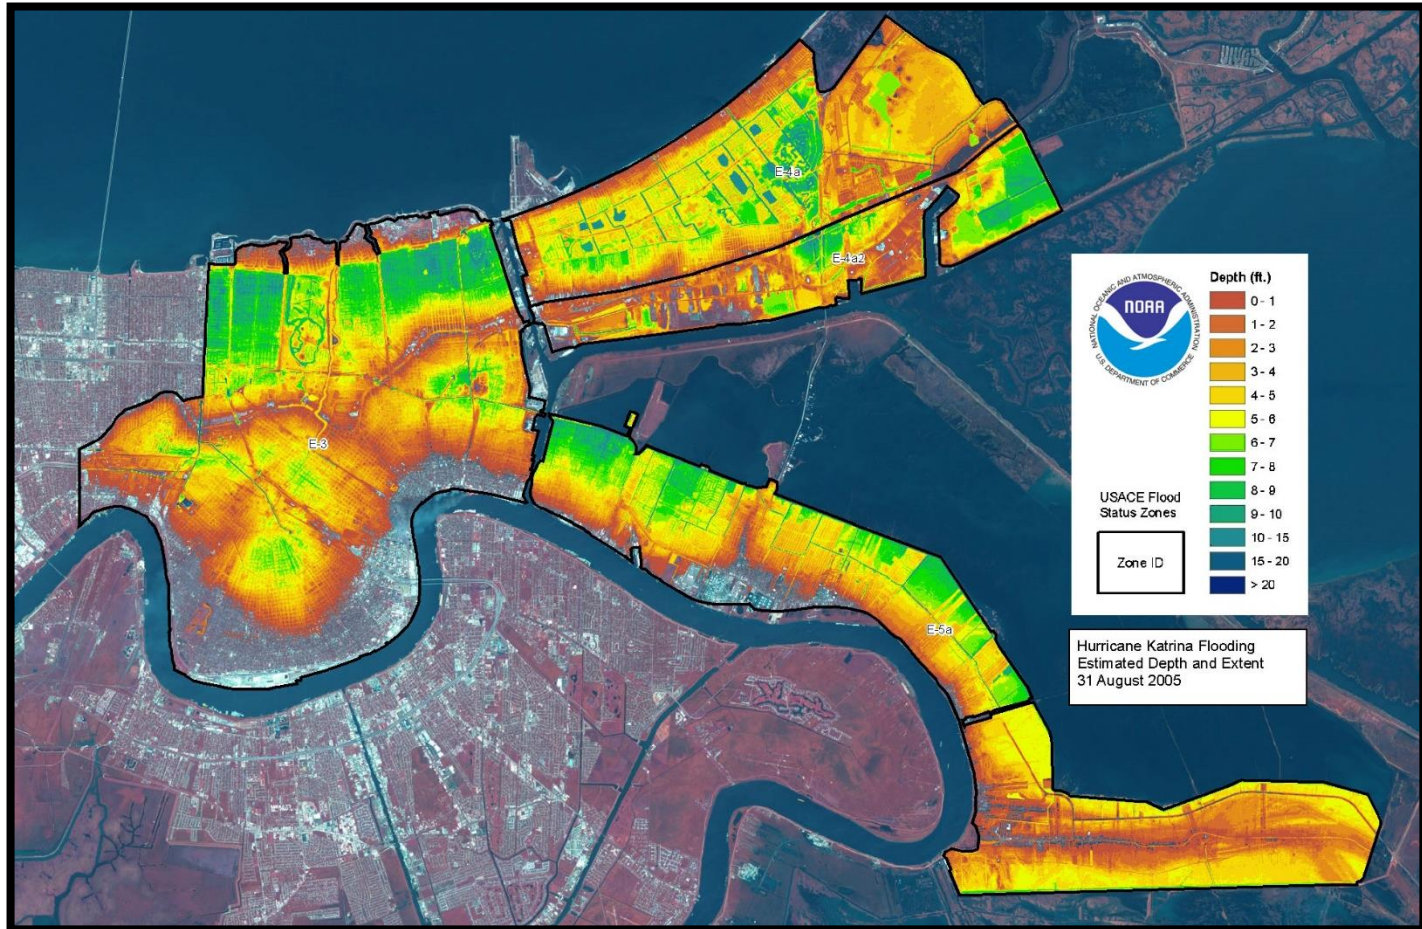 E-4a
E-4a2
E-3
E-5a
NATIONAL OCEANIC AND ATMOSPHERIC ADMINISTRATION
NOAA
U.S. DEPARTMENT OF COMMERCE
Depth (ft.)
0 - 1
1 - 2
2 - 3
3 - 4
4 - 5
5 - 6
6 - 7
7 - 8
8 - 9
9 - 10
10 - 15
15 - 20
> 20
USACE Flood
Status Zones
Zone ID
Hurricane Katrina Flooding
Estimated Depth and Extent
31 August 2005